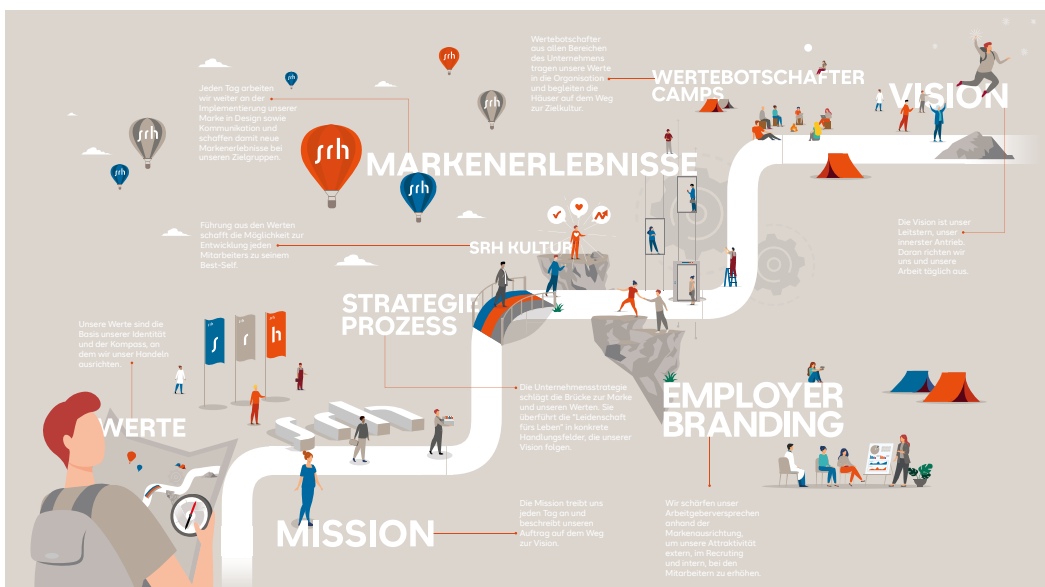 Wertebotschafter
aus allen Bereichen
des Unternehmens
tragen unsere Werte
in die Organisation
und begleiten die
Häuser auf dem Weg
zur Zielkultur.
WERTEBOTSCHAFTER
CAMPS
VISION
Jeden Tag arbeiten
wir weiter an der
Implementierung unserer
Marke in Design sowie
Kommunikation und
schaffen damit neue
Markenerlebnisse bei
unseren Zielgruppen.
srh
srh
srh
srh
srh
srh
srh
MARKENERLEBNISSE
Führung aus den Werten
schafft die Möglichkeit zur
Entwicklung jeden
Mitarbeiters zu seinem
Best-Self.
SRH KULTUR
Die Vision ist unser
Leitstern, unser
innerster Antrieb.
Daran richten wir
uns und unsere
Arbeit täglich aus.
STRATEGIE
PROZESS
Unsere Werte sind die
Basis unserer Identität
und der Kompass, an
dem wir unser Handeln
ausrichten.
s r h
WERTE
Die Unternehmensstrategie
schlägt die Brücke zur Marke
und unseren Werten. Sie
überführt die "Leidenschaft
fürs Leben" in konkrete
Handlungsfelder, die unserer
Vision folgen.
EMPLOYER
BRANDING
MISSION
Die Mission treibt uns
jeden Tag an und
beschreibt unseren
Auftrag auf dem Weg
zur Vision.
Wir schärfen unser
Arbeitgeberversprechen
anhand der
Markenausrichtung,
um unsere Attraktivität
extern, im Recruting
und intern, bei den
Mitarbeitern zu erhöhen.